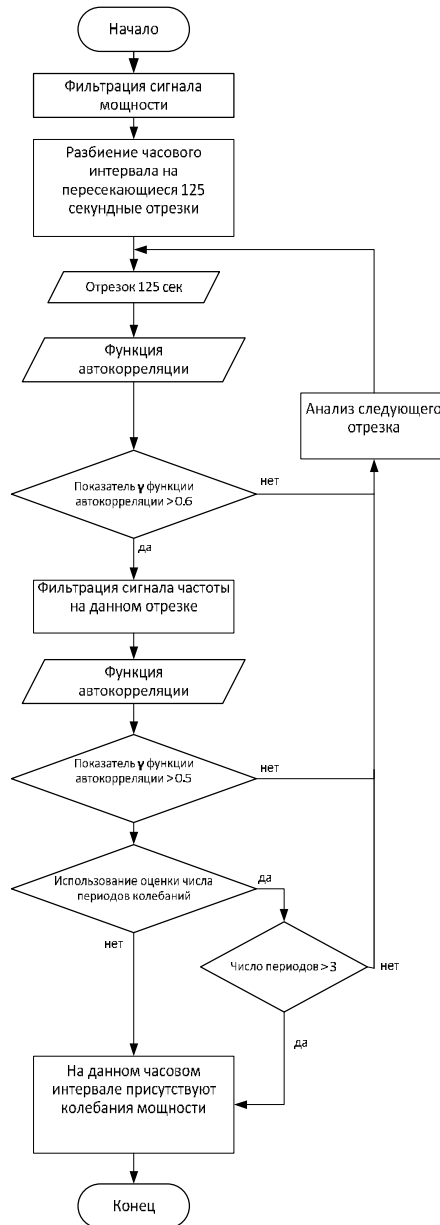 Начало
Фильтрация сигнала
мощности
Разбиение часового
интервала на
пересекающиеся 125
секундные отрезки
Отрезок 125 сек
Функция
автокорреляции
Анализ следующего
отрезка
Показатель γ функции
автокорреляции >0.6
нет
да
Фильтрация сигнала частоты
на данном отрезке
Функция
автокорреляции
Показатель γ функции
автокорреляции >0.5
нет
Использование оценки числа
периодов колебаний
да
нет
Число периодов >3
нет
да
На данном часовом
интервале присутствуют
колебания мощности
Конец